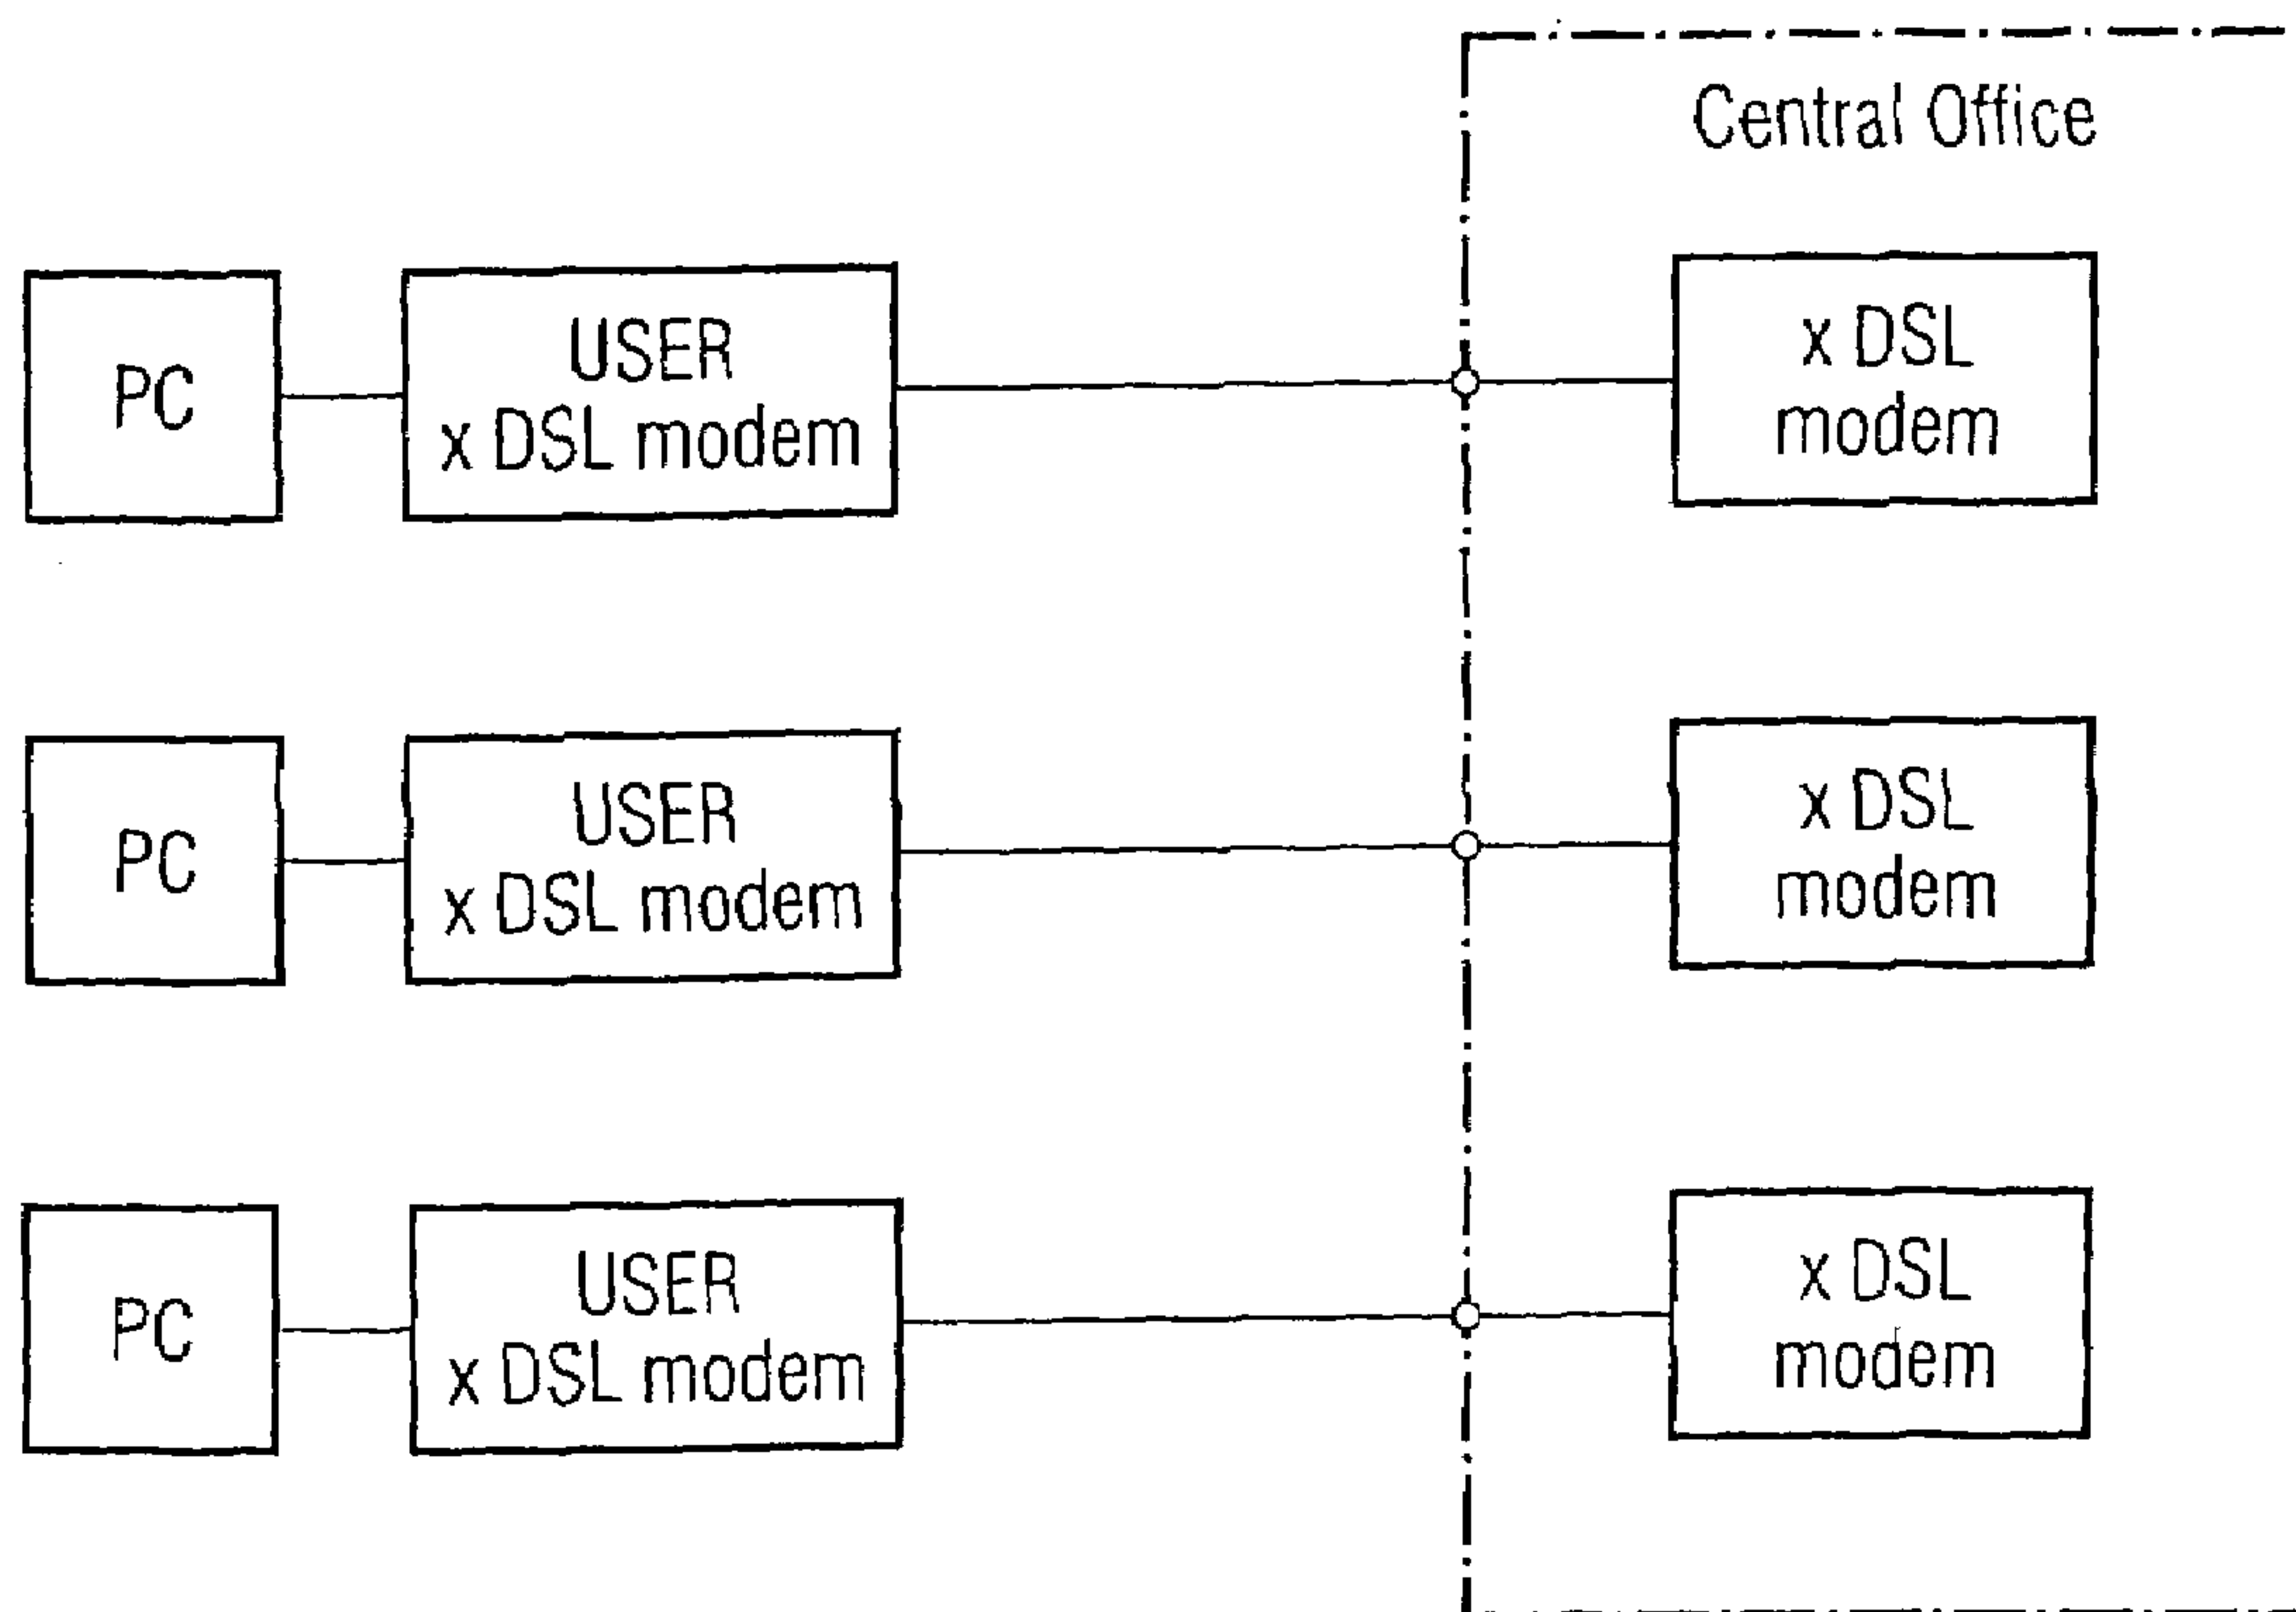 Central Office
PC
USER
x DSL modem
x DSL
modem
PC
USER
x DSL modem
x DSL
modem
PC
USER
x DSL modem
x DSL
modem